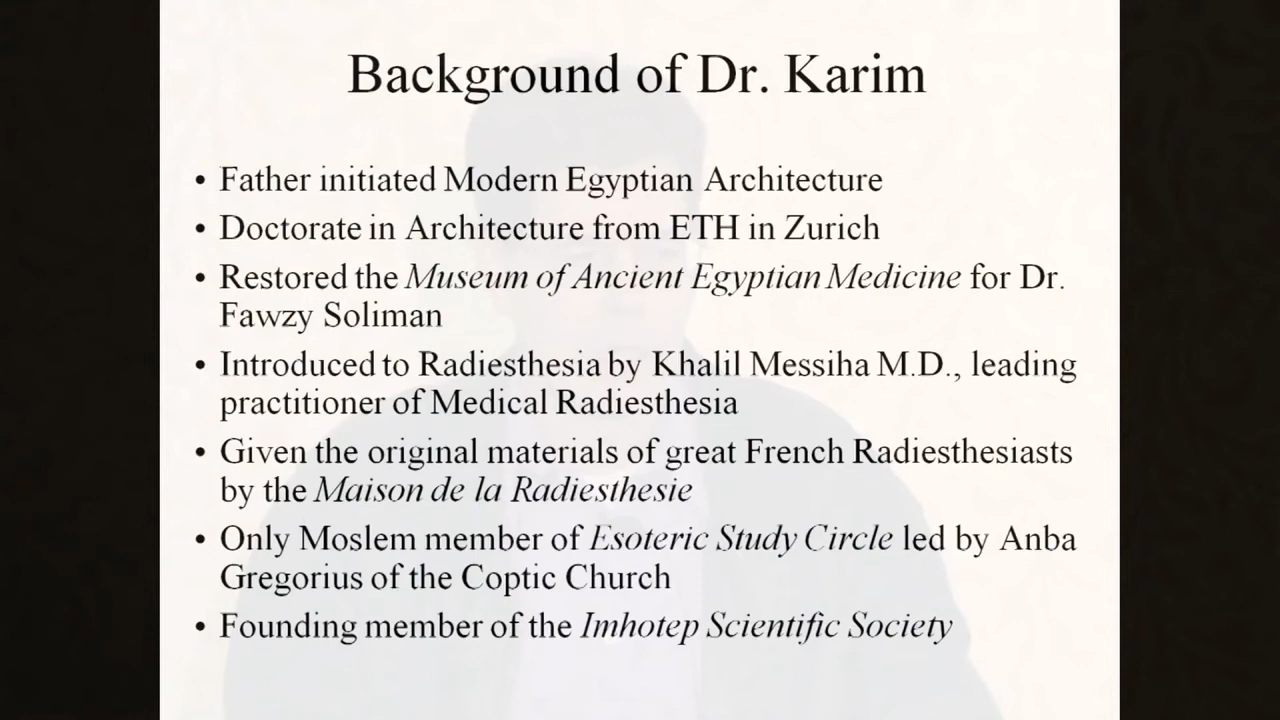 Background of Dr. Karim
• Father initiated Modern Egyptian Architecture
• Doctorate in Architecture from ETH in Zurich
• Restored the Museum of Ancient Egyptian Medicine for Dr.
Fawzy Soliman
• Introduced to Radiesthesia by Khalil Messiha M.D., leading
practitioner of Medical Radiesthesia
• Given the original materials of great French Radiesthesiasts
by the Maison de la Radiesthesie
• Only Moslem member of Esoteric Study Circle led by Anba
Gregorius of the Coptic Church
• Founding member of the Imhotep Scientific Society